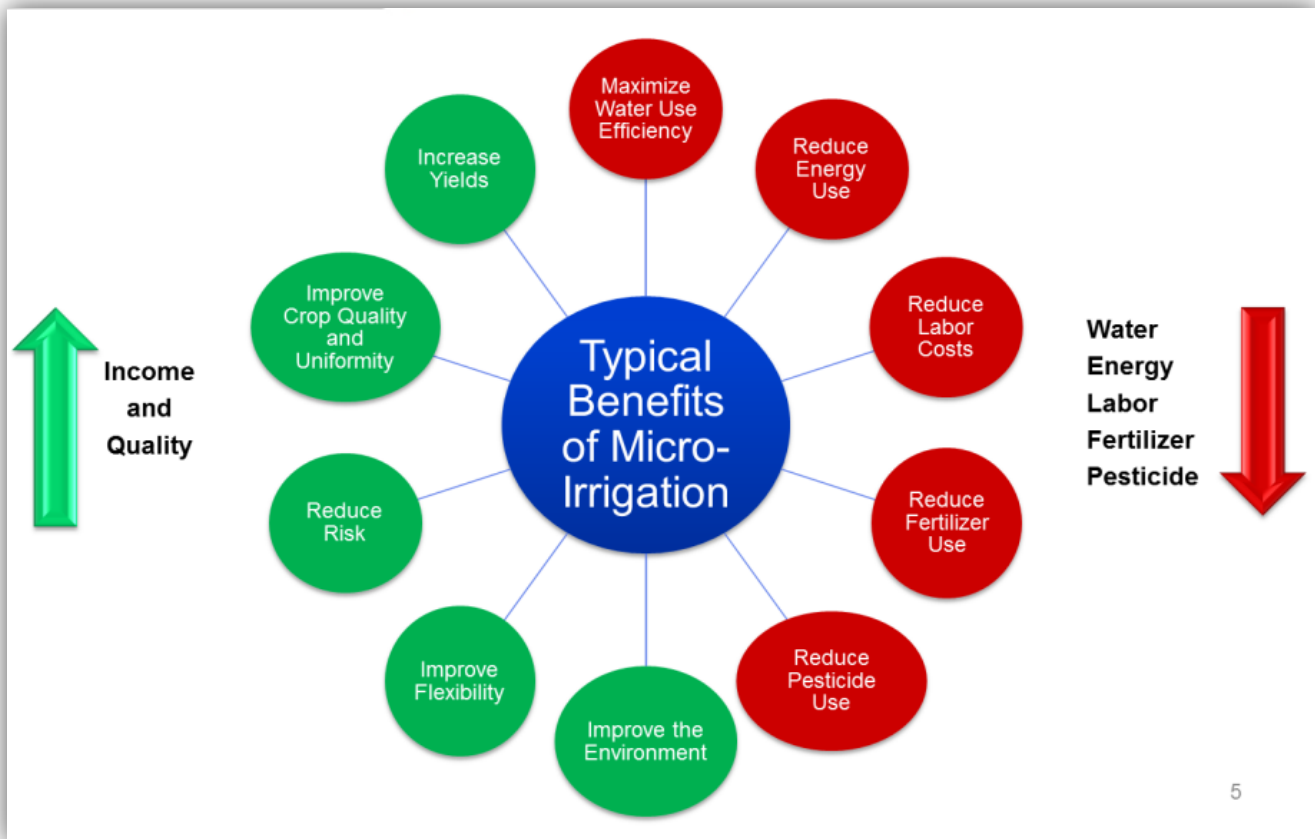 Typical
Benefits
of Micro-
Irrigation
Maximize
Water Use
Efficiency
Reduce
Energy
Use
Reduce
Labor
Costs
Reduce
Fertilizer
Use
Reduce
Pesticide
Use
Improve the
Environment
Improve
Flexibility
Reduce
Risk
Improve
Crop Quality
and
Uniformity
Increase
Yields
Income
and
Quality
Water
Energy
Labor
Fertilizer
Pesticide
5